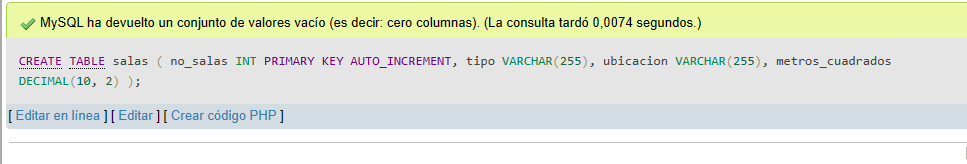 MySQL ha devuelto un conjunto de valores vacío (es decir: cero columnas). (La consulta tardó 0,0074 segundos.)
CREATE TABLE salas ( no_salas INT PRIMARY KEY AUTO_INCREMENT, tipo VARCHAR(255), ubicacion VARCHAR(255), metros_cuadrados
DECIMAL(10, 2) );
[ Editar en línea ] [ Editar ] [ Crear código PHP ]